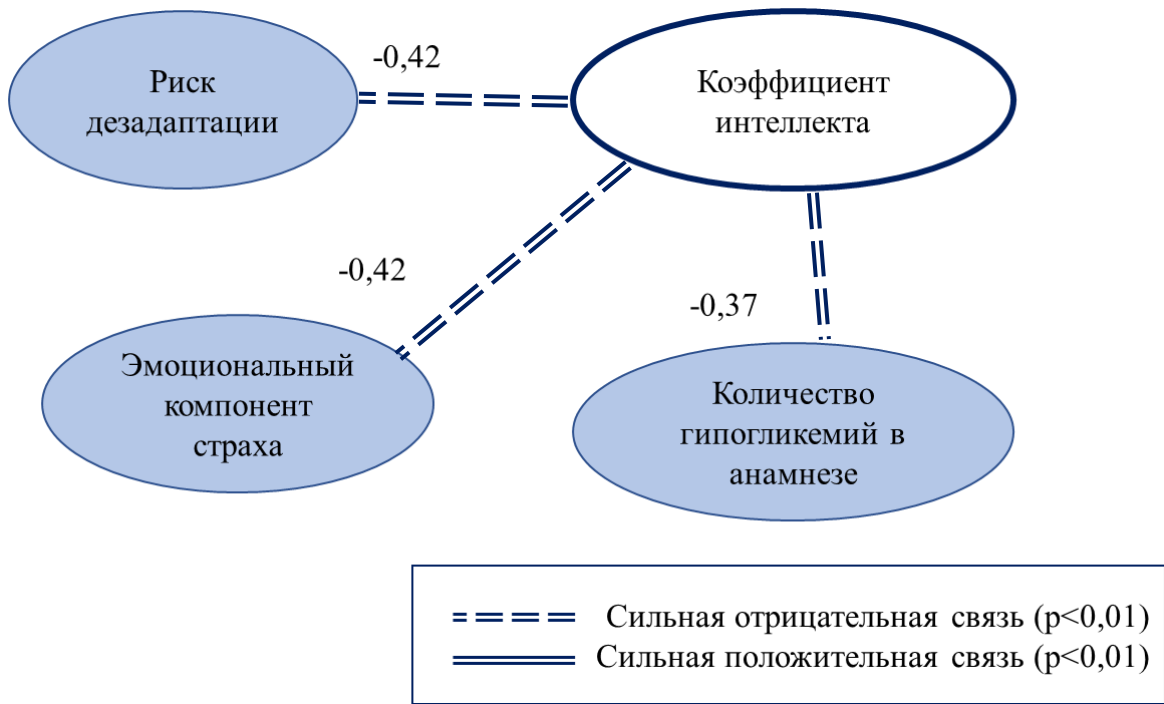 Риск
дезадаптации
-0,42
Коэффициент
интеллекта
-0,42
-0,37
Эмоциональный
компонент
страха
Количество
гипогликемий в
анамнезе
Сильная отрицательная связь (p<0,01)
Сильная положительная связь (p<0,01)